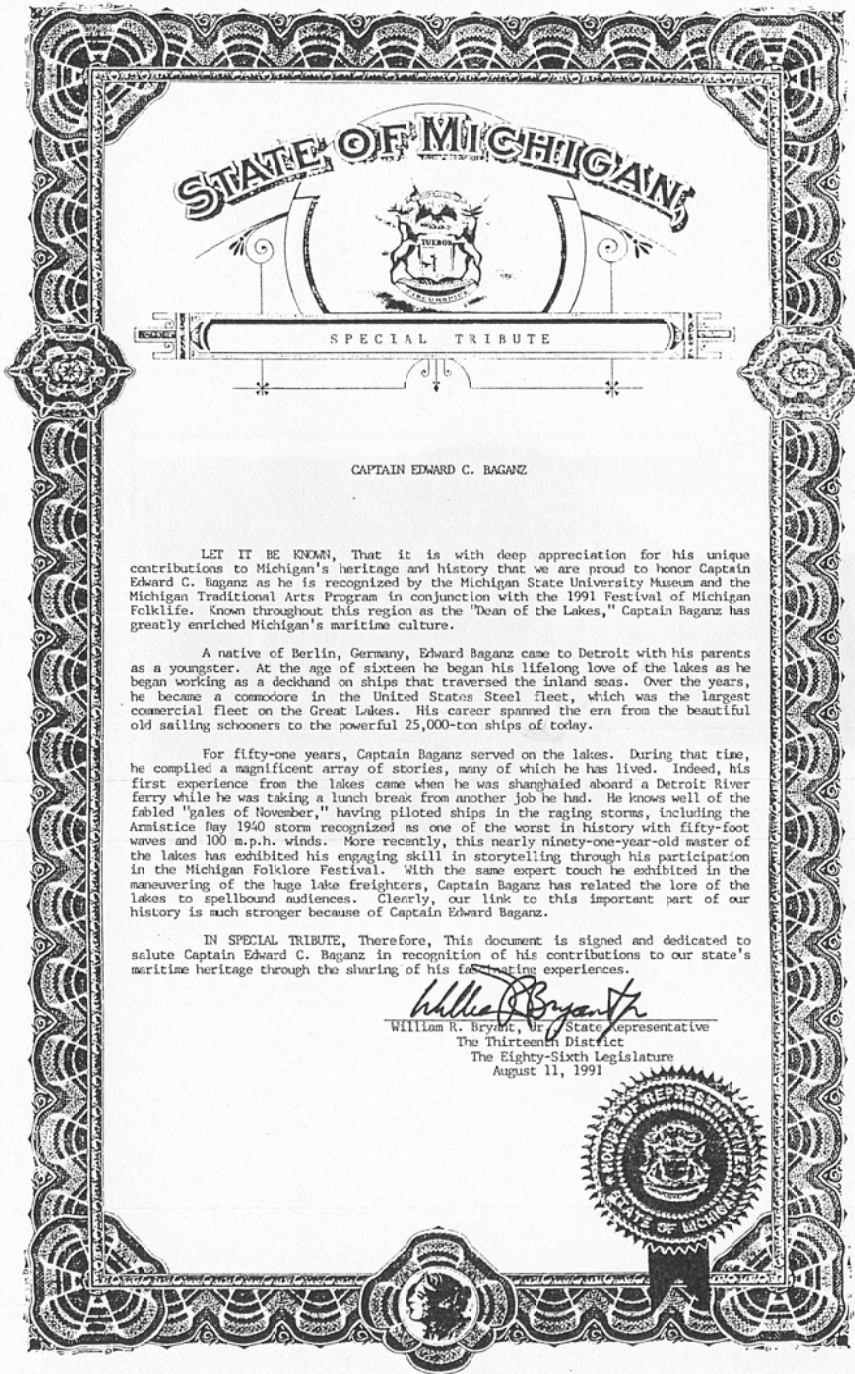 STATE OF MICHIGAN
TUEBOR
CIRCUMSPICE
SPECIAL TRIBUTE
CAPTAIN EDWARD C. BAGANZ
LET IT BE KNOWN, That it is with deep appreciation for his unique
contributions to Michigan's heritage and history that we are proud to honor Captain
Edward C. Baganz as he is recognized by the Michigan State University Museum and the
Michigan Traditional Arts Program in conjunction with the 1991 Festival of Michigan
Folklife. Known throughout this region as the "Dean of the Lakes," Captain Baganz has
greatly enriched Michigan's maritime culture.
A native of Berlin, Germany, Edward Baganz came to Detroit with his parents
as a youngster. At the age of sixteen he began his lifelong love of the lakes as he
began working as a deckhand on ships that traversed the inland seas. Over the years,
he became a commodore in the United States Steel fleet, which was the largest
commercial fleet on the Great Lakes. His career spanned the era from the beautiful
old sailing schooners to the powerful 25,000-ton ships of today.
For fifty-one years, Captain Baganz served on the lakes. During that time,
he compiled a magnificent array of stories, many of which he has lived. Indeed, his
first experience from the lakes came when he was shanghaied aboard a Detroit River
ferry while he was taking a lunch break from another job he had. He knows well of the
fabled "gales of November," having piloted ships in the raging storms, including the
Armistice Day 1940 storm recognized as one of the worst in history with fifty-foot
waves and 100 m.p.h. winds. More recently, this nearly ninety-one-year-old master of
the lakes has exhibited his engaging skill in storytelling through his participation
in the Michigan Folklore Festival. With the same expert touch he exhibited in the
maneuvering of the huge lake freighters, Captain Baganz has related the lore of the
lakes to spellbound audiences. Clearly, our link to this important part of our
history is much stronger because of Captain Edward Baganz.
IN SPECIAL TRIBUTE, Therefore, This document is signed and dedicated to
salute Captain Edward C. Baganz in recognition of his contributions to our state's
maritime heritage through the sharing of his fascinating experiences.
William R. Bryant, Jr., State Representative
The Thirteenth District
The Eighty-Sixth Legislature
August 11, 1991
HOUSE OF REPRESENTATIVES
STATE OF MICHIGAN